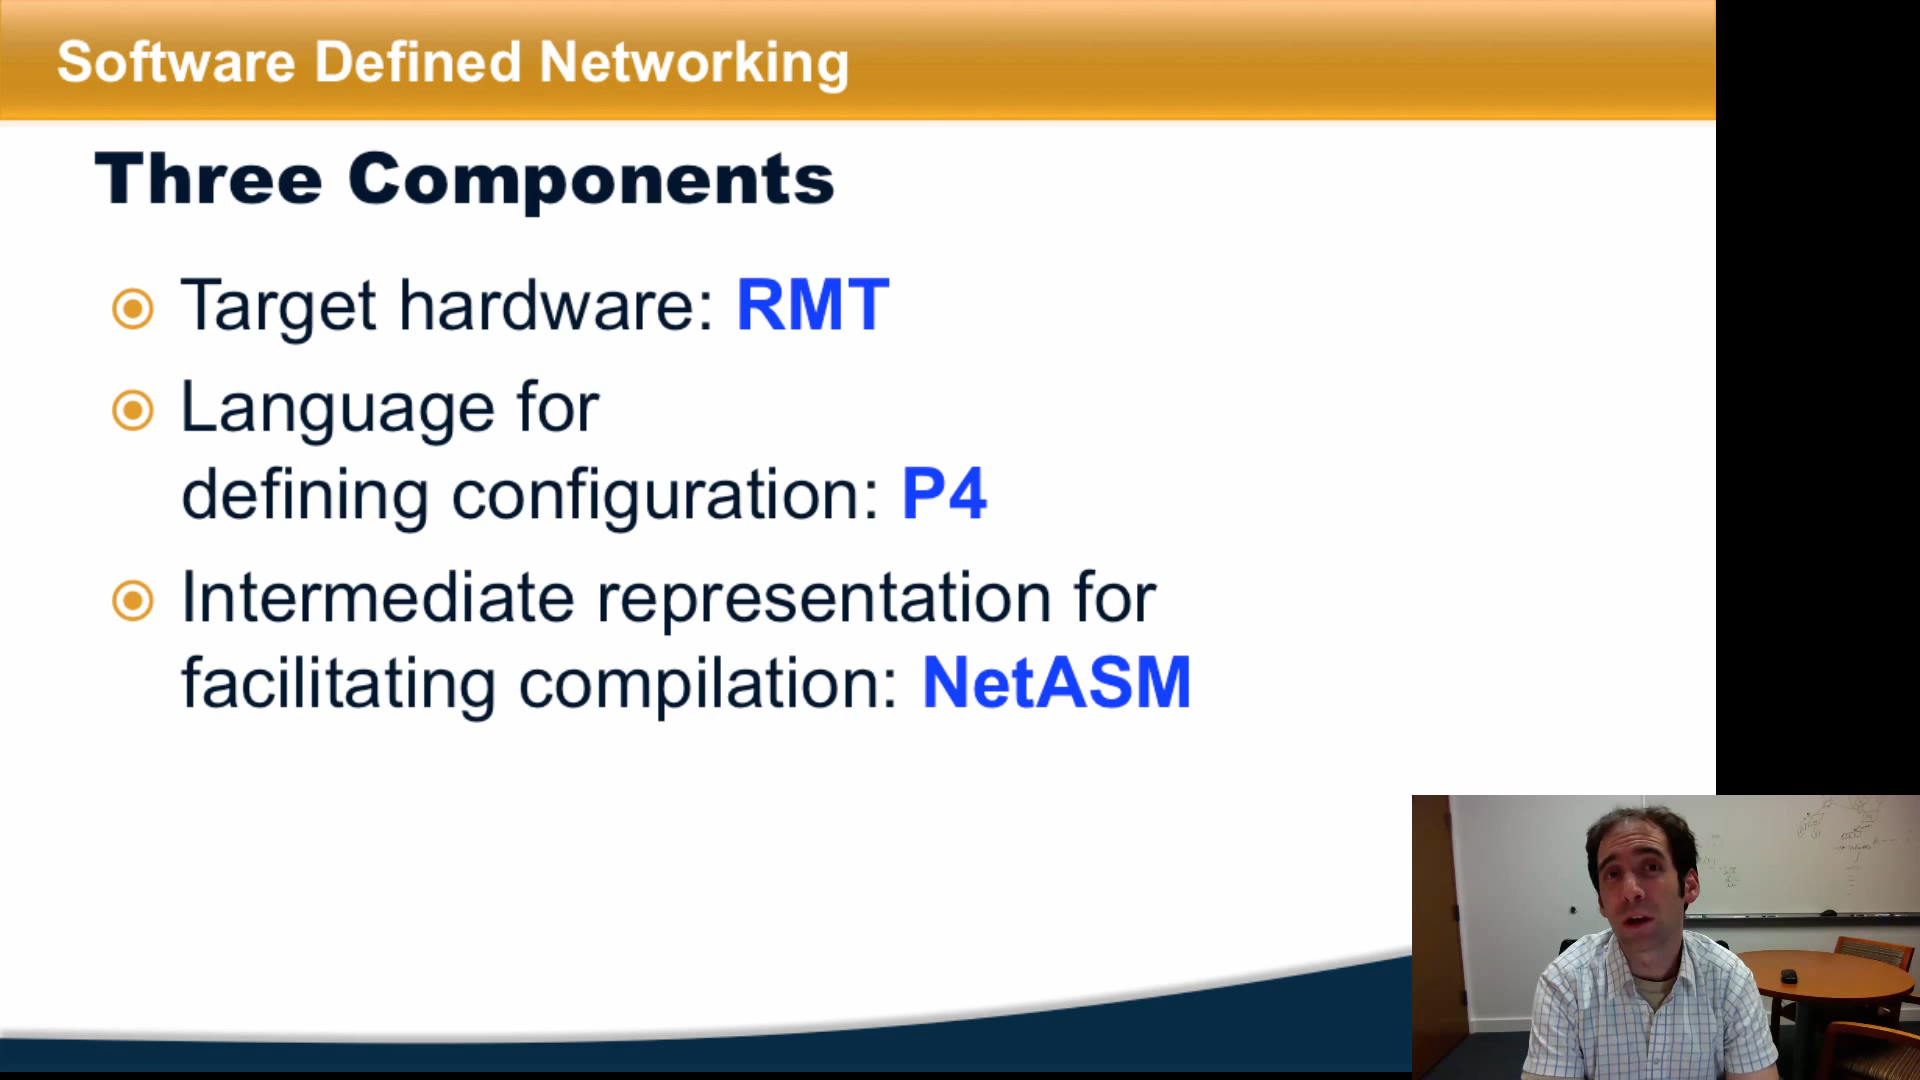 Software Defined Networking
Three Components
Target hardware: RMT
Language for
defining configuration: P4
Intermediate representation for
facilitating compilation: NetASM